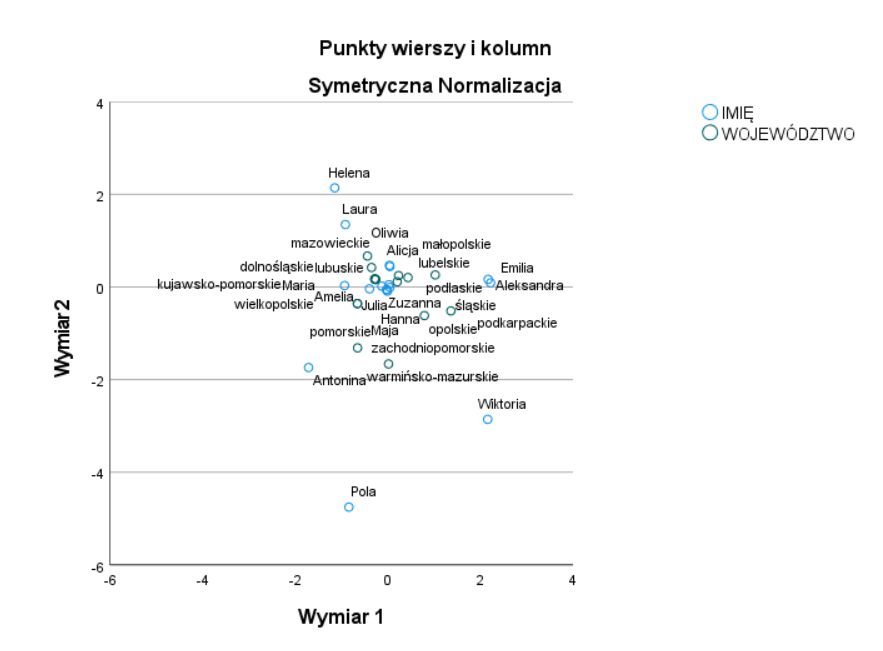 Punkty wierszy i kolumn
Symetryczna Normalizacja
IMIĘ
WOJEWÓDZTWO
4
Helena
2
Laura
Oliwia
mazowieckie
małopolskie
Alicja
dolnośląskie lubuskie
lubelskie
Emilia
0
kujawsko-pomorskie Maria
podlaskie
Aleksandra
Amelia
wielkopolskie
Julia Zuzanna
śląskie
Hanna
podkarpackie
pomorskie Maja
opolskie
zachodniopomorskie
-2
Antonina warmińsko-mazurskie
Wiktoria
-4
Pola
-6
-6 -4 -2 0 2 4
Wymiar 2
Wymiar 1